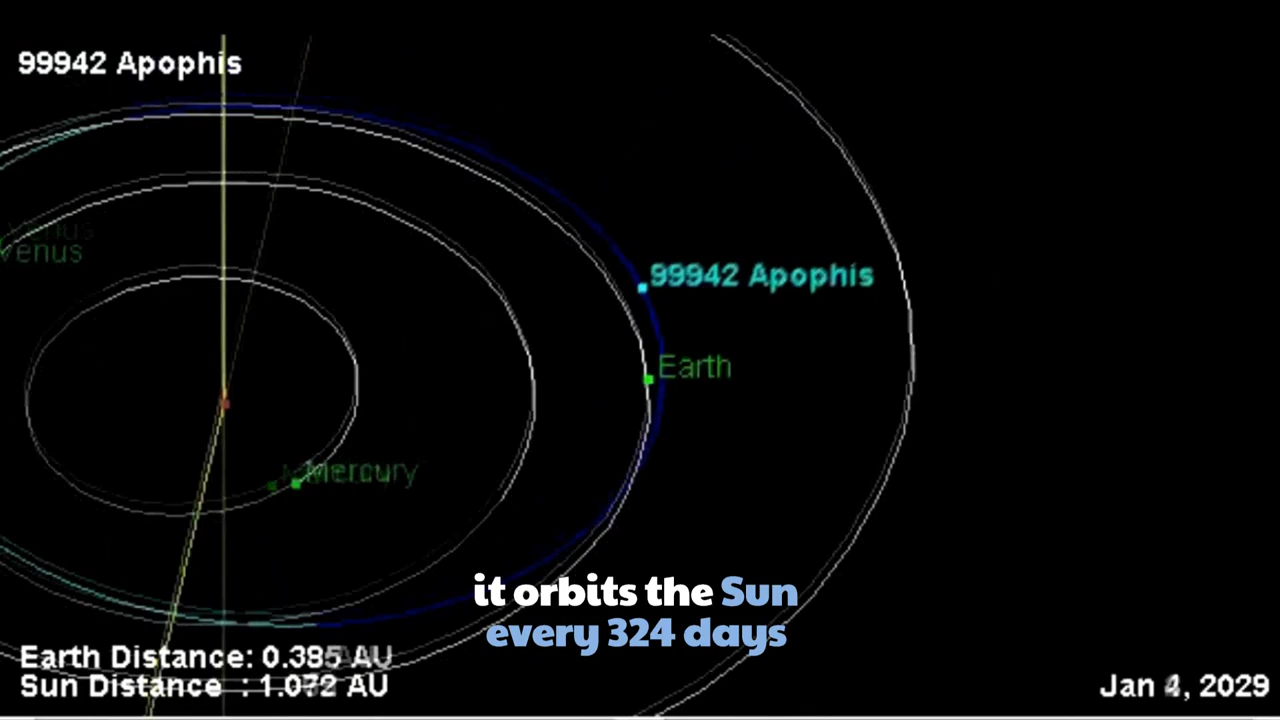 99942 Apophis
Venus
99942 Apophis
Earth
Mercury
it orbits the Sun
every 324 days
Earth Distance: 0.385 AU
Sun Distance : 1.072 AU
Jan 4, 2029